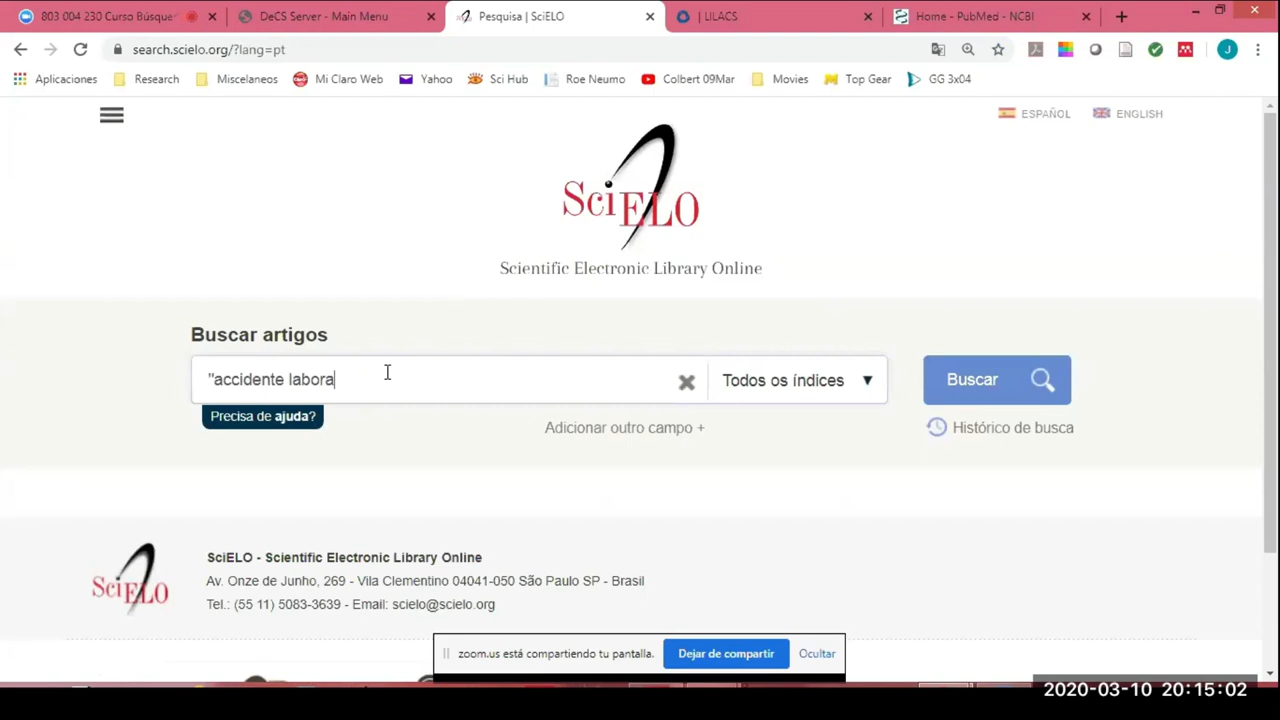 803 004 230 Curso Búsque
DeCS Server - Main Menu
Pesquisa | SciELO
| LILACS
Home - PubMed - NCBI
search.scielo.org/?lang=pt
J
Aplicaciones
Research
Miscelaneos
Mi Claro Web
Yahoo
Sci Hub
Roe Neumo
Colbert 09Mar
Movies
Top Gear
GG 3x04
ESPAÑOL
ENGLISH
SciELO
Scientific Electronic Library Online
Buscar artigos
"accidente labora
Todos os índices
Buscar
Precisa de ajuda?
Adicionar outro campo +
Histórico de busca
SciELO
SciELO - Scientific Electronic Library Online
Av. Onze de Junho, 269 - Vila Clementino 04041-050 São Paulo SP - Brasil
Tel.: (55 11) 5083-3639 - Email: scielo@scielo.org
zoom.us está compartiendo tu pantalla.
Dejar de compartir
Ocultar
2020-03-10 20:15:02